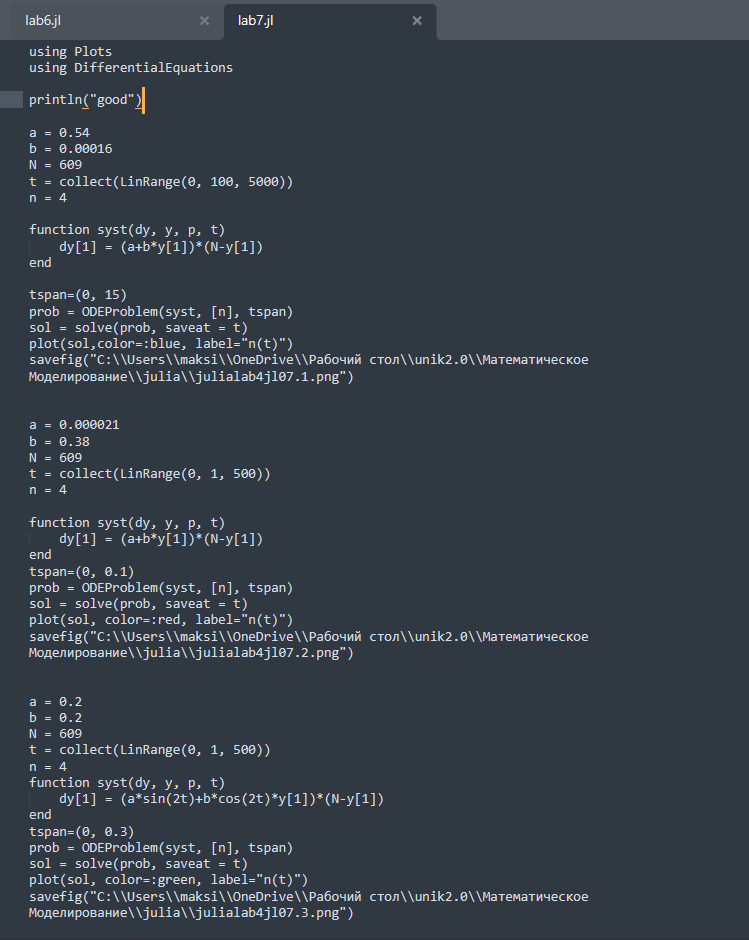 lab6.jl
lab7.jl
using Plots
using DifferentialEquations
println("good")
a = 0.54
b = 0.00016
N = 609
t = collect(LinRange(0, 100, 5000))
n = 4
function syst(dy, y, p, t)
    dy[1] = (a+b*y[1])*(N-y[1])
end
tspan=(0, 15)
prob = ODEProblem(syst, [n], tspan)
sol = solve(prob, saveat = t)
plot(sol,color=:blue, label="n(t)")
savefig("C:\\Users\\maksi\\OneDrive\\Рабочий стол\\unik2.0\\Математическое
Моделирование\\julia\\julialab4jl07.1.png")
a = 0.000021
b = 0.38
N = 609
t = collect(LinRange(0, 1, 500))
n = 4
function syst(dy, y, p, t)
    dy[1] = (a+b*y[1])*(N-y[1])
end
tspan=(0, 0.1)
prob = ODEProblem(syst, [n], tspan)
sol = solve(prob, saveat = t)
plot(sol, color=:red, label="n(t)")
savefig("C:\\Users\\maksi\\OneDrive\\Рабочий стол\\unik2.0\\Математическое
Моделирование\\julia\\julialab4jl07.2.png")
a = 0.2
b = 0.2
N = 609
t = collect(LinRange(0, 1, 500))
n = 4
function syst(dy, y, p, t)
    dy[1] = (a*sin(2t)+b*cos(2t)*y[1])*(N-y[1])
end
tspan=(0, 0.3)
prob = ODEProblem(syst, [n], tspan)
sol = solve(prob, saveat = t)
plot(sol, color=:green, label="n(t)")
savefig("C:\\Users\\maksi\\OneDrive\\Рабочий стол\\unik2.0\\Математическое
Моделирование\\julia\\julialab4jl07.3.png")